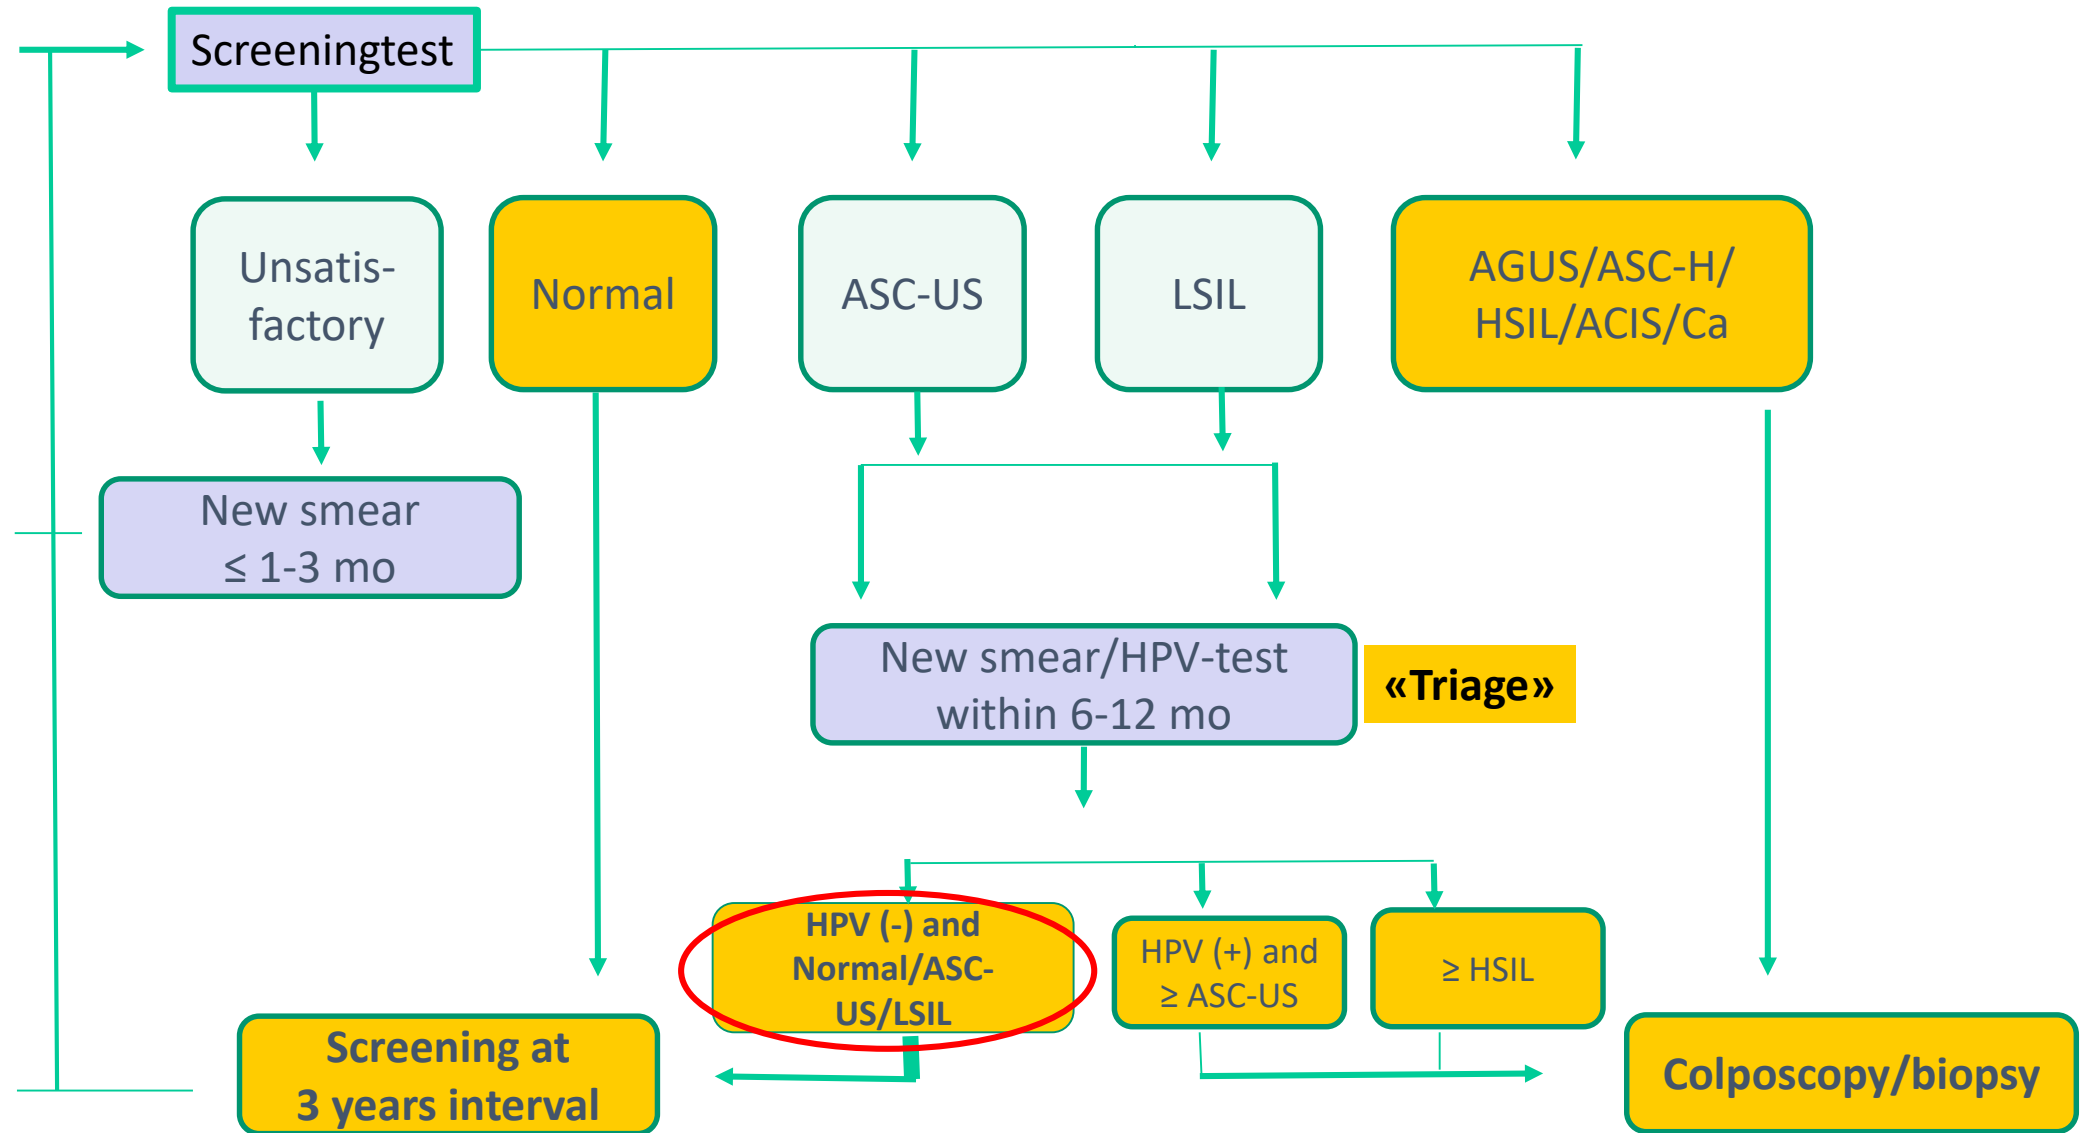 Screeningtest
Unsatis-
factory
Normal
ASC-US
LSIL
AGUS/ASC-H/
HSIL/ACIS/Ca
New smear
≤ 1-3 mo
New smear/HPV-test
within 6-12 mo
«Triage»
HPV (-) and
Normal/ASC-
US/LSIL
HPV (+) and
≥ ASC-US
≥ HSIL
Screening at
3 years interval
Colposcopy/biopsy